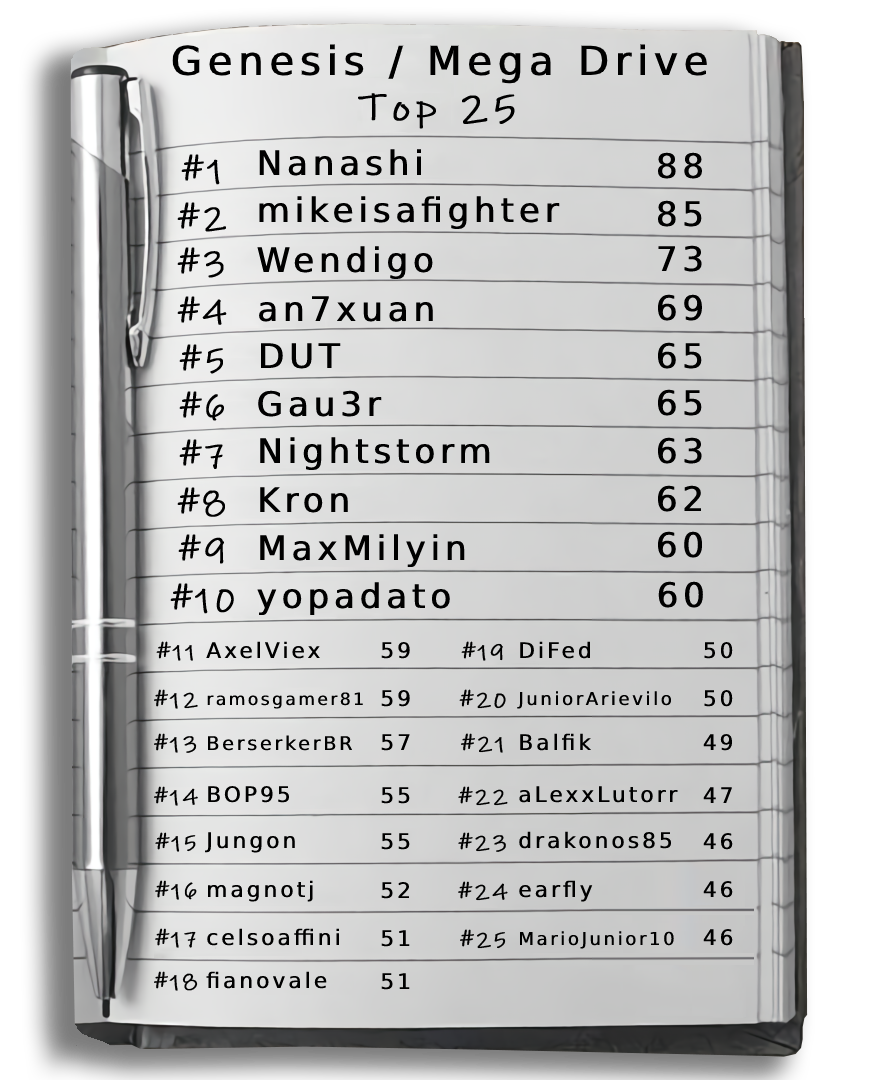 Genesis / Mega Drive
Top 25
#1 Nanashi 88
#2 mikeisafighter 85
#3 Wendigo 73
#4 an7xuan 69
#5 DUT 65
#6 Gau3r 65
#7 Nightstorm 63
#8 Kron 62
#9 MaxMilyin 60
#10 yopadato 60
#11 AxelViex 59
#12 ramosgamer81 59
#13 BerserkerBR 57
#14 BOP95 55
#15 Jungon 55
#16 magnotj 52
#17 celsoaffini 51
#18 fianovale 51
#19 DiFed 50
#20 JuniorArievilo 50
#21 Balfik 49
#22 aLexxLutorr 47
#23 drakonos85 46
#24 earfly 46
#25 MarioJunior10 46